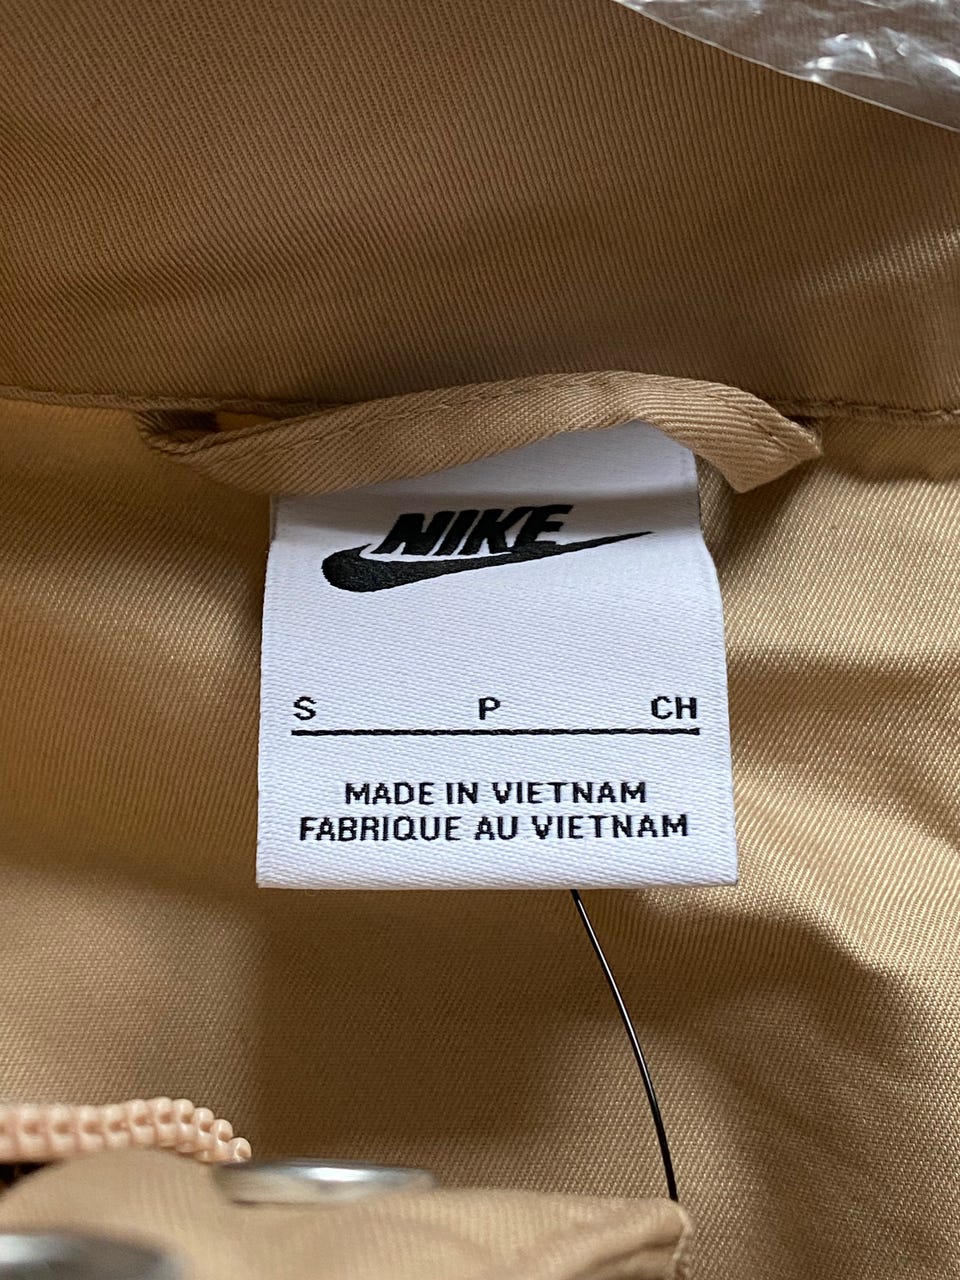 NIKE
S P CH
MADE IN VIETNAM
FABRIQUE AU VIETNAM